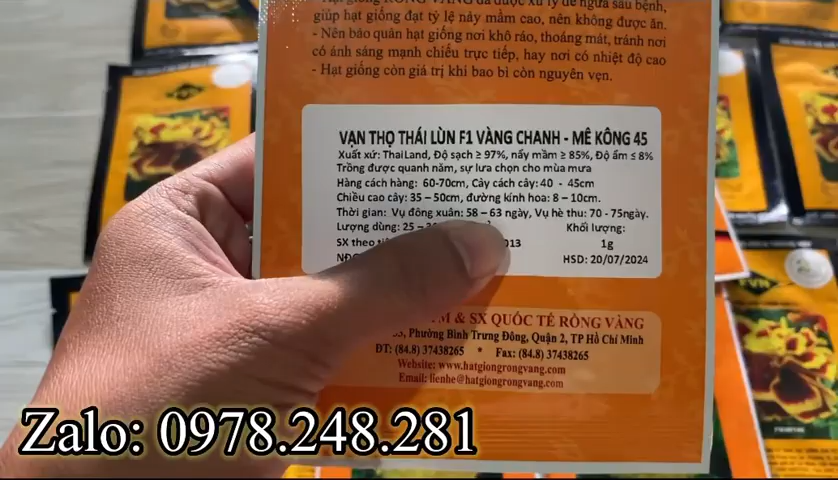 giúp hạt giống đạt tỷ lệ nảy mầm cao, nên không được ăn.
- Nên bảo quản hạt giống nơi khô ráo, thoáng mát, tránh nơi
có ánh sáng mạnh chiếu trực tiếp, hay nơi có nhiệt độ cao
- Hạt giống còn giá trị khi bao bì còn nguyên vẹn.
VẠN THỌ THÁI LÙN F1 VÀNG CHANH - MÊ KÔNG 45
Xuất xứ: ThaiLand, Độ sạch ≥ 97%, nẩy mầm ≥ 85%, Độ ẩm ≤ 8%
Trồng được quanh năm, sự lựa chọn cho mùa mưa
Hàng cách hàng: 60-70cm, Cây cách cây: 40 - 45cm
Chiều cao cây: 35 – 50cm, đường kính hoa: 8 – 10cm.
Thời gian: Vụ đông xuân: 58 – 63 ngày, Vụ hè thu: 70 - 75ngày.
Lượng dùng: 25 – Khối lượng:
SX theo 013 1g
HSD: 20/07/2024
& SX QUỐC TẾ RỒNG VÀNG
Phường Bình Trưng Đông, Quận 2, TP Hồ Chí Minh
ĐT: (84.8) 37438265 * Fax: (84.8) 37438265
Website: www.hatgiongrongvang.com
Email: lienhe@hatgiongrongvang.com
Zalo: 0978.248.281